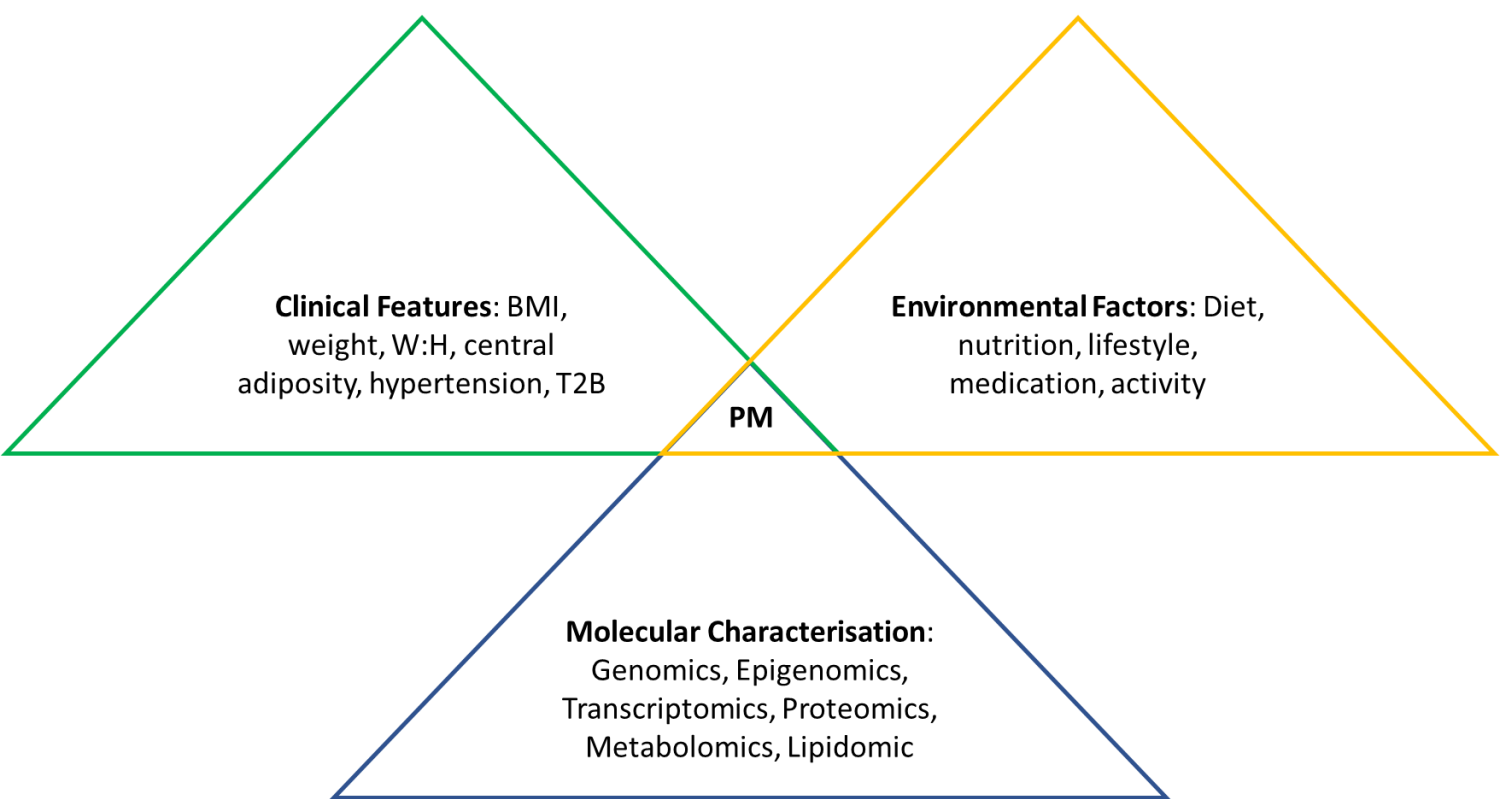 Clinical Features: BMI,
weight, W:H, central
adiposity, hypertension, T2B
Environmental Factors: Diet,
nutrition, lifestyle,
medication, activity
PM
Molecular Characterisation:
Genomics, Epigenomics,
Transcriptomics, Proteomics,
Metabolomics, Lipidomic